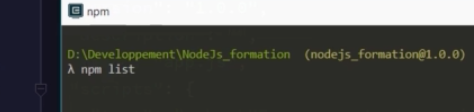 npm
D:\Developpement\NodeJs_formation (nodejs_formation@1.0.0)
λ npm list